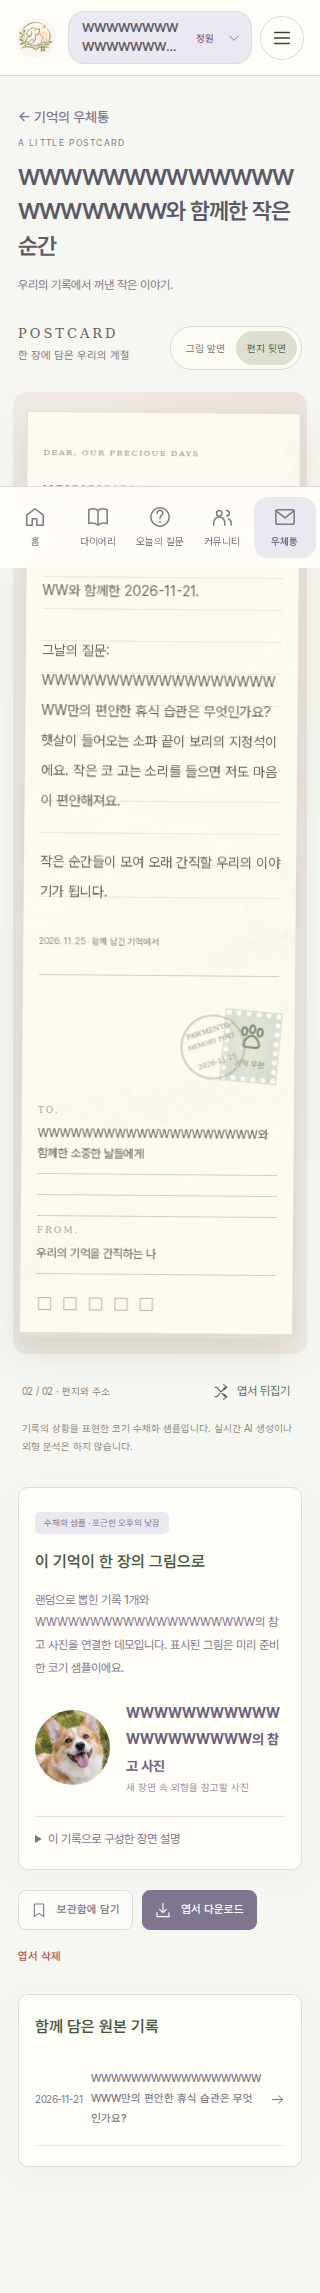 WWWWWWWW
WWWWWWW...
정원
← 기억의 우체통
A LITTLE POSTCARD
WWWWWWWWWWWWW
WWWWWWW와 함께한 작은
순간
우리의 기록에서 꺼낸 작은 이야기.
POSTCARD
한 장에 담은 우리의 계절
그림 앞면
편지 뒷면
DEAR, OUR PRECIOUS DAYS
홈
다이어리
오늘의 질문
커뮤니티
우체통
WW와 함께한 2026-11-21.
그날의 질문:
WWWWWWWWWWWWWWWWWW
WW만의 편안한 휴식 습관은 무엇인가요?
햇살이 들어오는 소파 끝이 보리의 지정석이
에요. 작은 코 고는 소리를 들으면 저도 마음
이 편안해져요.
작은 순간들이 모여 오래 간직할 우리의 이야
기가 됩니다.
2026. 11. 25 · 함께 남긴 기억에서
PAWMENTO
MEMORY POST
2026-11-25
우편
TO.
WWWWWWWWWWWWWWWWWWWW와
함께한 소중한 날들에게
FROM.
우리의 기억을 간직하는 나
02 / 02 · 편지와 주소
엽서 뒤집기
기록의 상황을 표현한 코기 수채화 샘플입니다. 실시간 AI 생성이나
외형 분석은 하지 않습니다.
수채화 샘플 · 포근한 오후의 낮잠
이 기억이 한 장의 그림으로
랜덤으로 뽑힌 기록 1개와
WWWWWWWWWWWWWWWWWWWW의 참
고 사진을 연결한 데모입니다. 표시된 그림은 미리 준비
한 코기 샘플이에요.
WWWWWWWWWWW
WWWWWWWWW의 참
고 사진
새 장면 속 외형을 참고할 사진
▶ 이 기록으로 구성한 장면 설명
보관함에 담기
엽서 다운로드
엽서 삭제
함께 담은 원본 기록
WWWWWWWWWWWWWWWWW
2026-11-21 WWW만의 편안한 휴식 습관은 무엇
인가요?